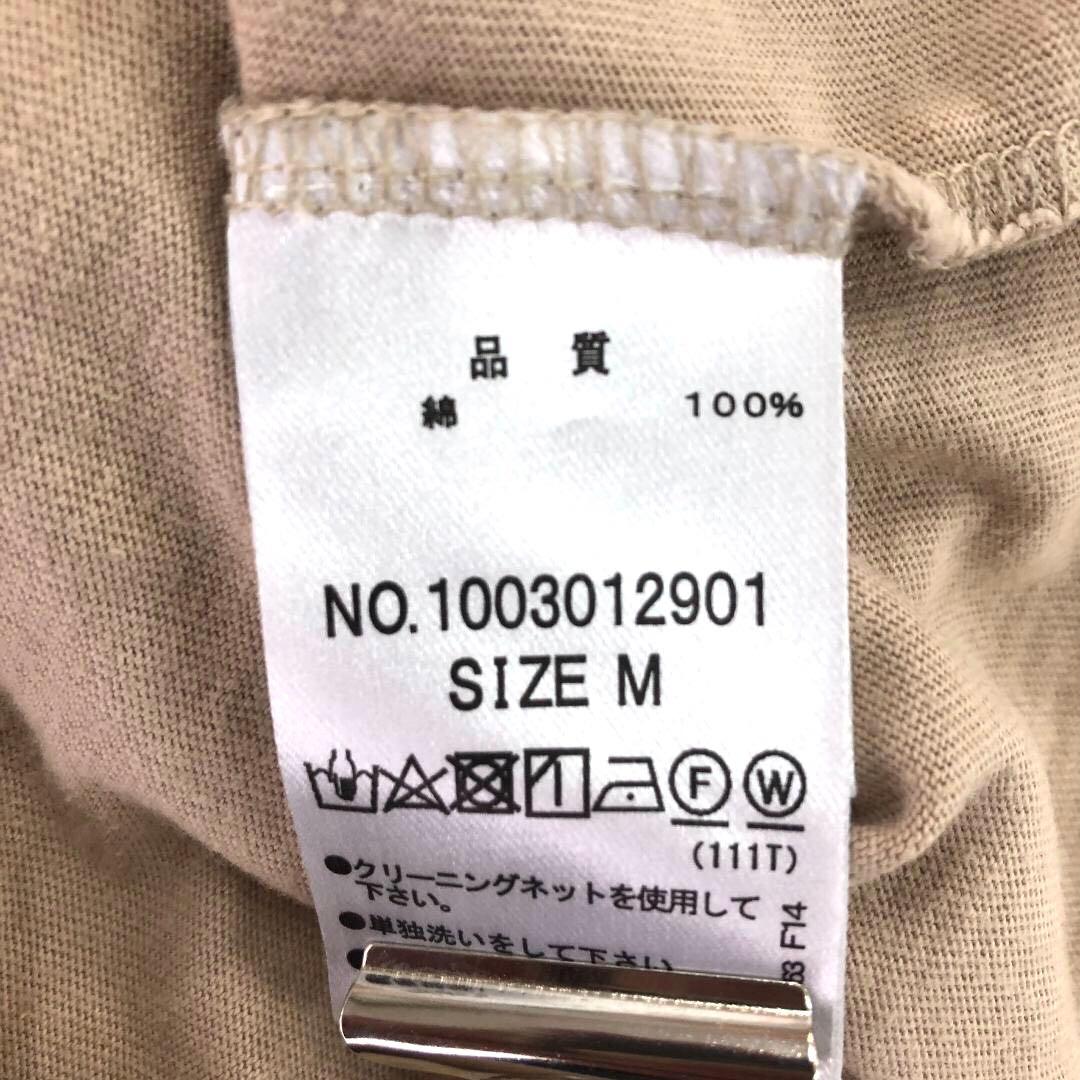 品 質
綿 100%
NO.1003012901
SIZE M
F W
(111T)
●クリーニングネットを使用して
下さい。
●単独洗いをして下さい
F14